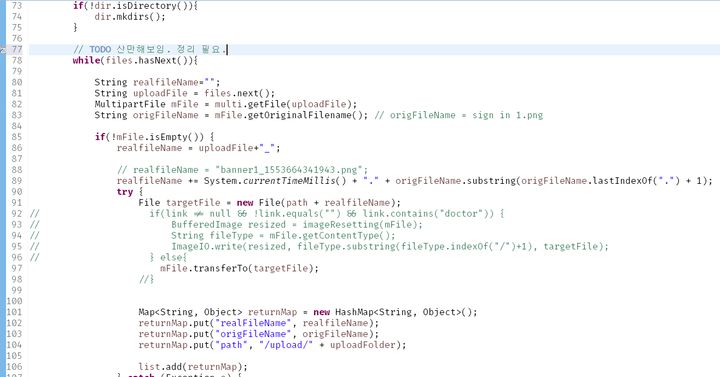 73 if(!dir.isDirectory()){
74 dir.mkdirs();
75 }
76
77 // TODO 산만해보임. 정리 필요.
78 while(files.hasNext()){
79
80 String realfileName="";
81 String uploadFile = files.next();
82 MultipartFile mFile = multi.getFile(uploadFile);
83 String origFileName = mFile.getOriginalFilename(); // origFileName = sign in 1.png
84
85 if(!mFile.isEmpty()) {
86 realfileName = uploadFile+"_";
87
88 // realfileName = "banner1_1553664341943.png";
89 realfileName += System.currentTimeMillis() + "." + origFileName.substring(origFileName.lastIndexOf(".") + 1);
90 try {
91 File targetFile = new File(path + realfileName);
92 // if(link ≠ null && !link.equals("") && link.contains("doctor")) {
93 // BufferedImage resized = imageResetting(mFile);
94 // String fileType = mFile.getContentType();
95 // ImageIO.write(resized, fileType.substring(fileType.indexOf("/")+1), targetFile);
96 // } else{
97 mFile.transferTo(targetFile);
98 //}
99
100
101 Map<String, Object> returnMap = new HashMap<String, Object>();
102 returnMap.put("realFileName", realfileName);
103 returnMap.put("origFileName", origFileName);
104 returnMap.put("path", "/upload/" + uploadFolder);
105
106 list.add(returnMap);
107 } catch (Exception e) {